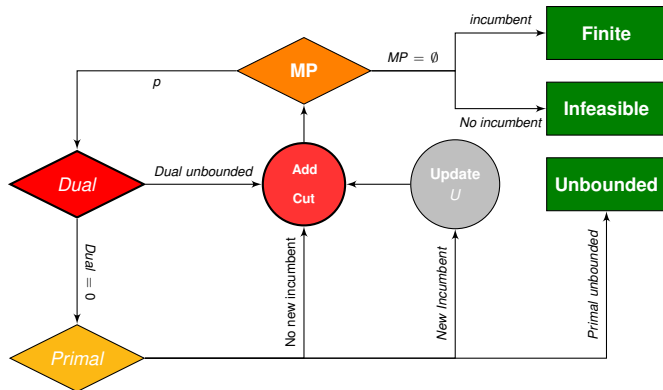 incumbent
Finite
MP
MP = ∅
p
No incumbent
Infeasible
Dual
Dual unbounded
Add
Cut
Update
U
Unbounded
Dual = 0
No new incumbent
New Incumbent
Primal unbounded
Primal